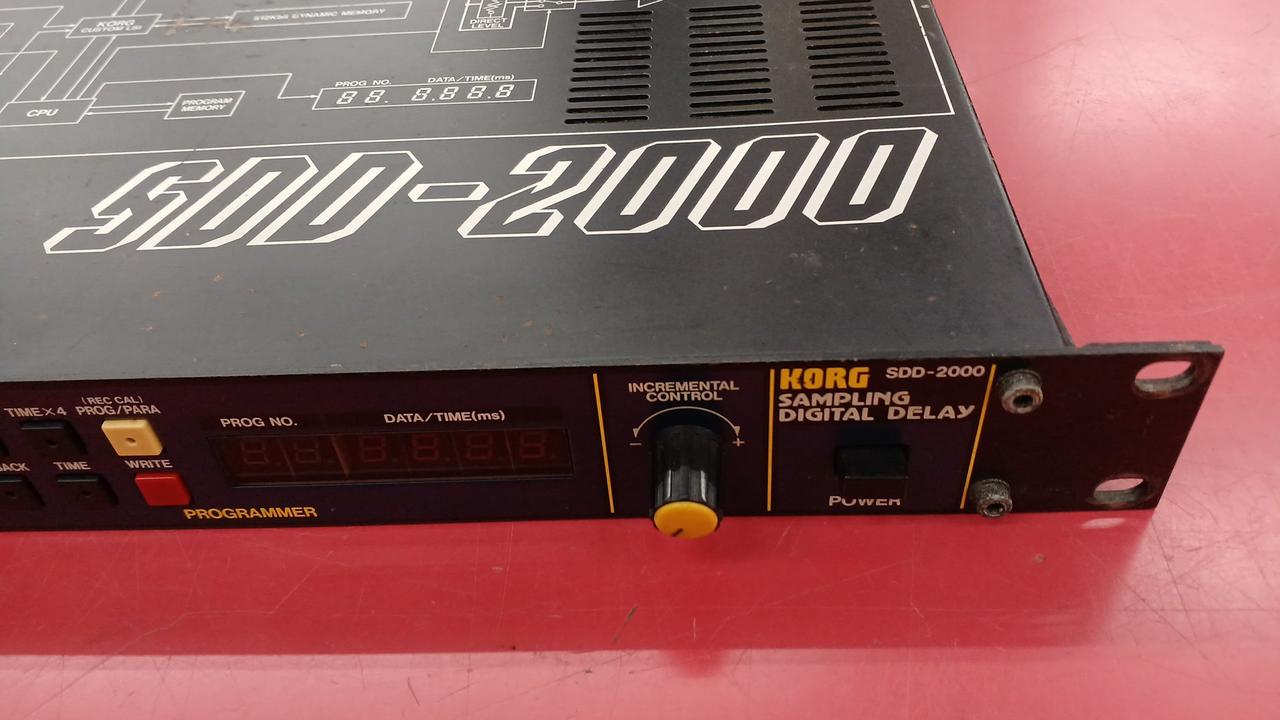 KORG
CUSTOM LSI
512Kbit DYNAMIC MEMORY
DIRECT
LEVEL
PROG NO. DATA/TIME(ms)
88. 8.8.8.8
CPU
PROGRAM
MEMORY
SDD-2000
TIME×4
(REC CAL)
PROG/PARA
TIME
WRITE
PROGRAMMER
PROG NO. DATA/TIME(ms)
INCREMENTAL
CONTROL
− +
KORG SDD-2000
SAMPLING
DIGITAL DELAY
POWER